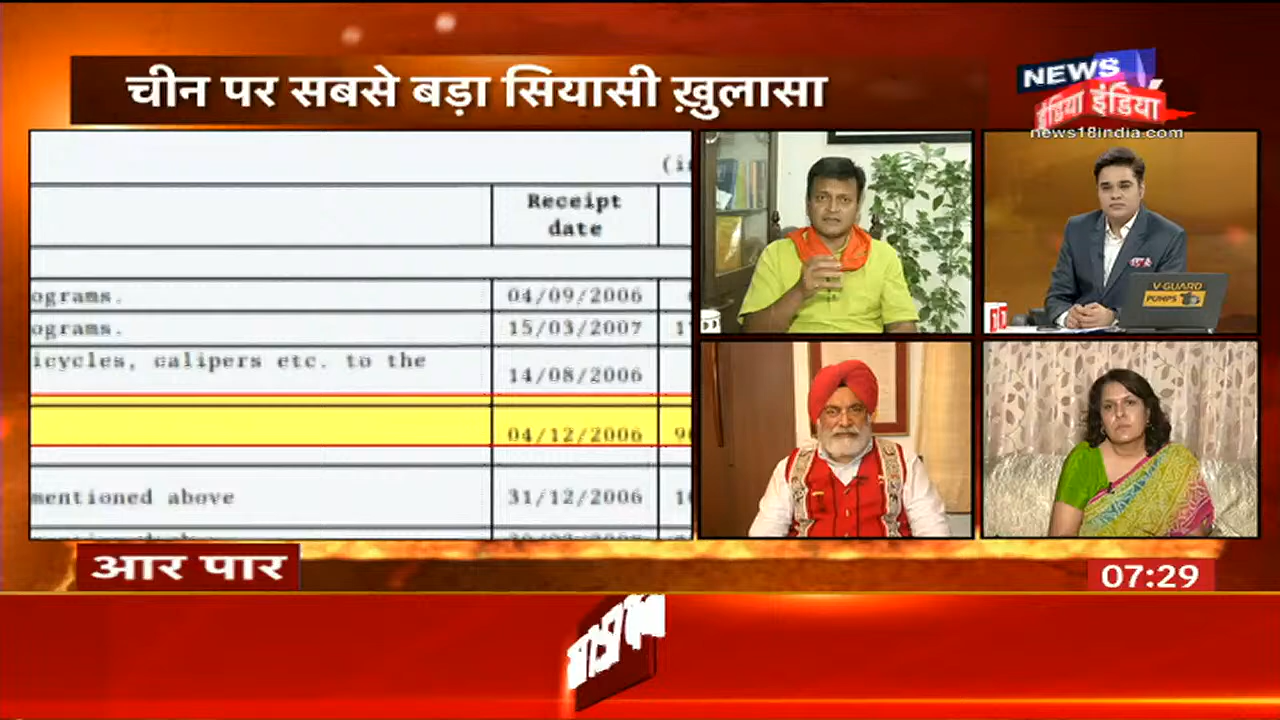 चीन पर सबसे बड़ा सियासी ख़ुलासा
NEWS
इंडिया इंडिया
news18india.com
(in
Receipt
date
ograms.
04/09/2006
ograms.
15/03/2007
icycles, calipers etc. to the
14/08/2006
04/12/2006
mentioned above
31/12/2006
V-GUARD
PUMPS
आर पार
07:29